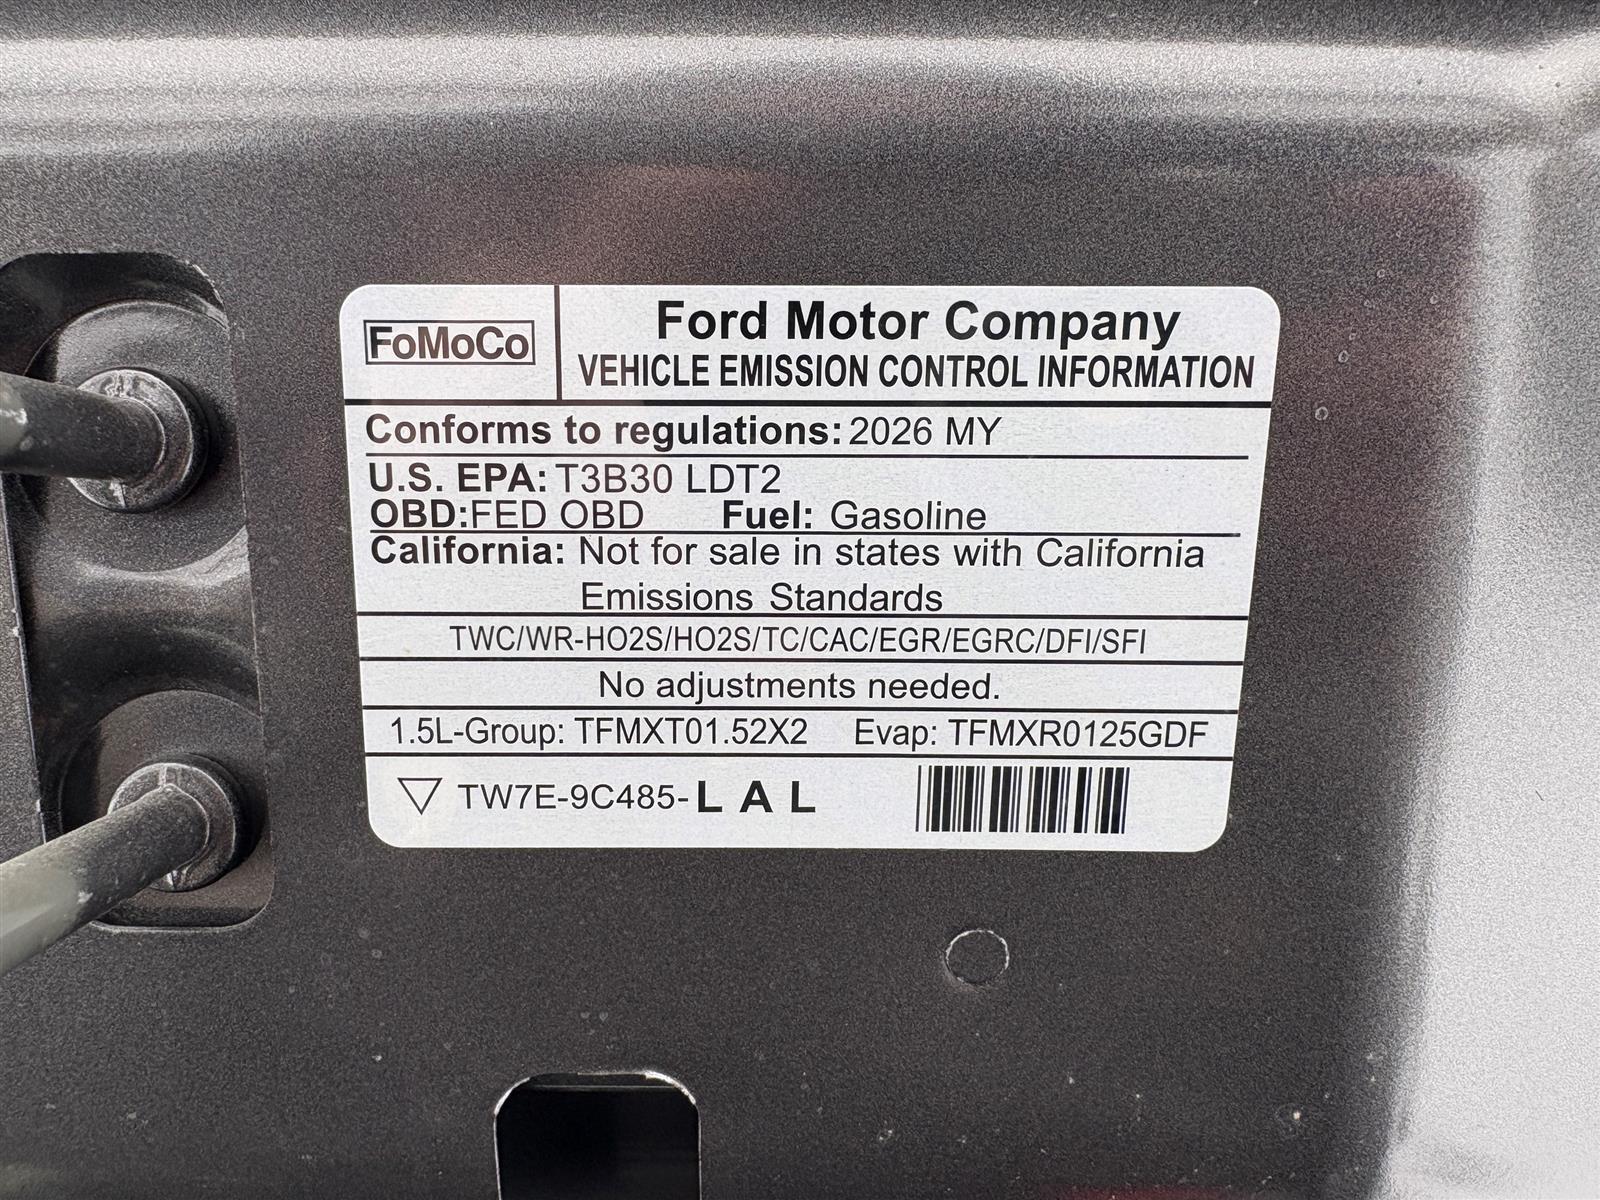 FoMoCo
Ford Motor Company
VEHICLE EMISSION CONTROL INFORMATION
Conforms to regulations: 2026 MY
U.S. EPA: T3B30 LDT2
OBD:FED OBD Fuel: Gasoline
California: Not for sale in states with California
Emissions Standards
TWC/WR-HO2S/HO2S/TC/CAC/EGR/EGRC/DFI/SFI
No adjustments needed.
1.5L-Group: TFMXT01.52X2 Evap: TFMXR0125GDF
TW7E-9C485-L A L